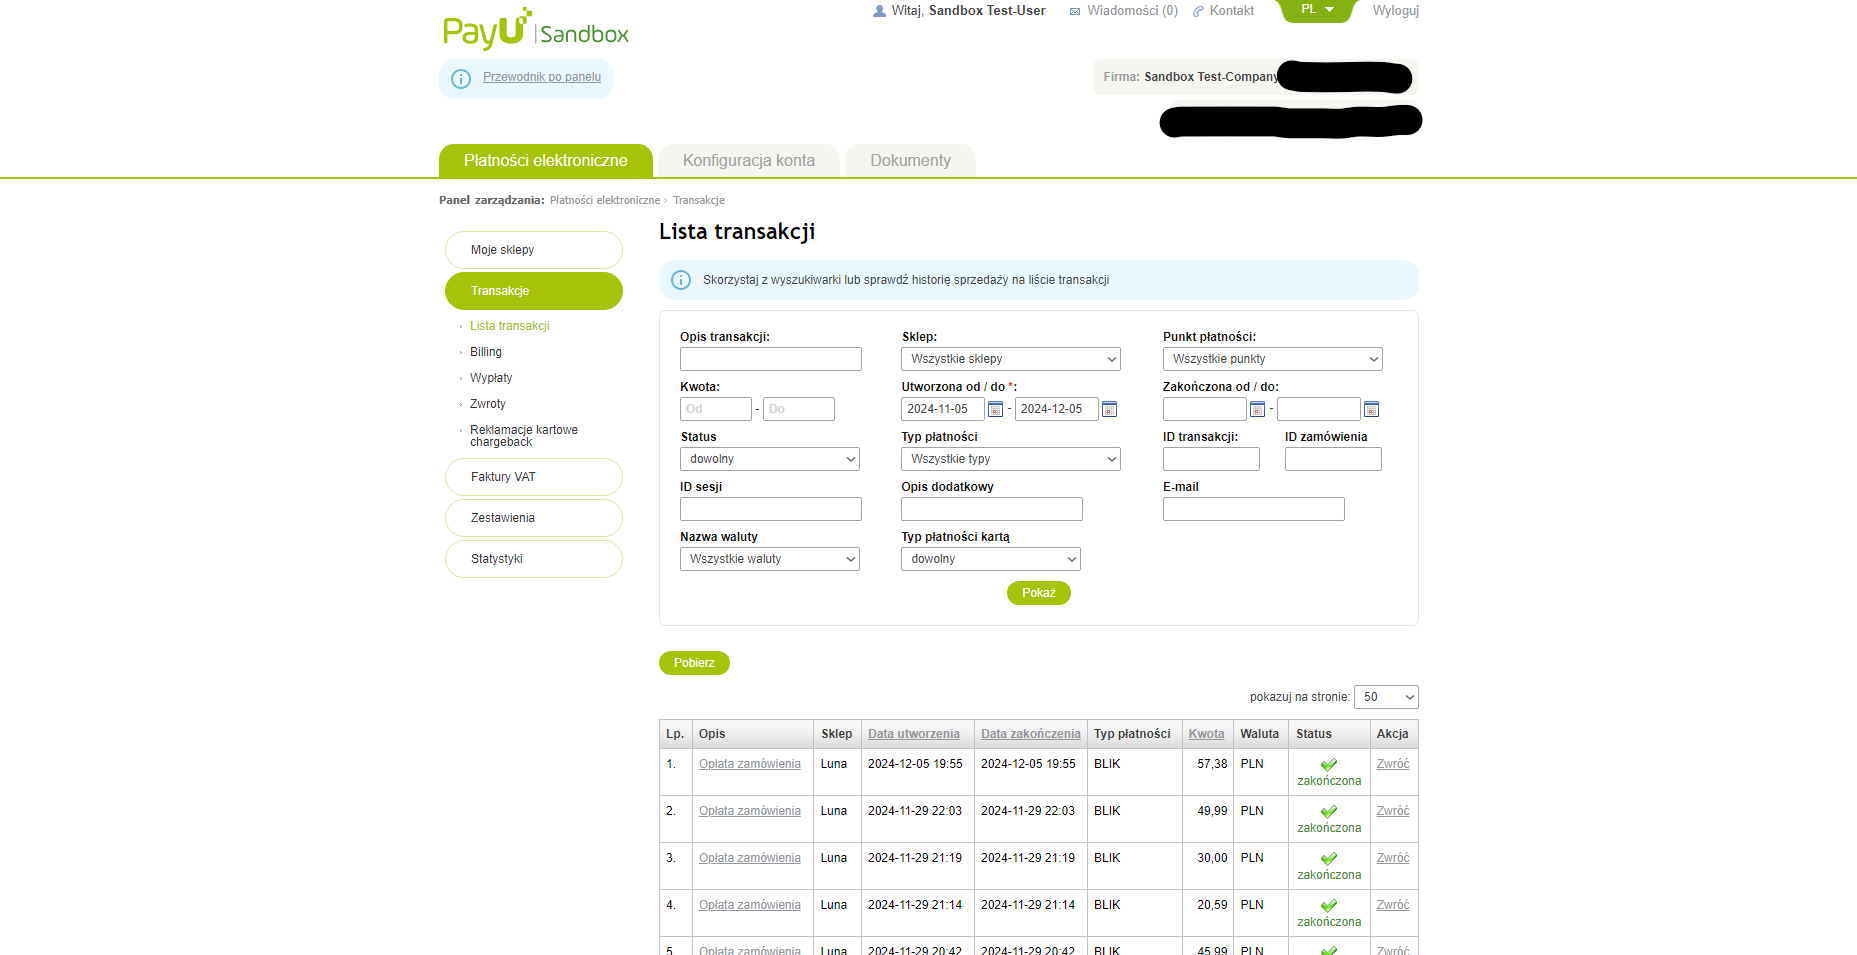 PayU | Sandbox
Witaj, Sandbox Test-User
Wiadomości (0)
Kontakt
PL
Wyloguj
Przewodnik po panelu
Firma: Sandbox Test-Company
Płatności elektroniczne
Konfiguracja konta
Dokumenty
Panel zarządzania: Płatności elektroniczne › Transakcje
Moje sklepy
Transakcje
Lista transakcji
Billing
Wypłaty
Zwroty
Reklamacje kartowe
chargeback
Faktury VAT
Zestawienia
Statystyki
Lista transakcji
Skorzystaj z wyszukiwarki lub sprawdź historię sprzedaży na liście transakcji
Opis transakcji: Sklep: Punkt płatności:
Wszystkie sklepy Wszystkie punkty
Kwota: Utworzona od / do *: Zakończona od / do:
Od - Do 2024-11-05 - 2024-12-05 -
Status Typ płatności ID transakcji: ID zamówienia
dowolny Wszystkie typy
ID sesji Opis dodatkowy E-mail
Nazwa waluty Typ płatności kartą
Wszystkie waluty dowolny
Pokaż
Pobierz
pokazuj na stronie: 50
Lp. Opis Sklep Data utworzenia Data zakończenia Typ płatności Kwota Waluta Status Akcja
1. Opłata zamówienia Luna 2024-12-05 19:55 2024-12-05 19:55 BLIK 57,38 PLN zakończona Zwróć
2. Opłata zamówienia Luna 2024-11-29 22:03 2024-11-29 22:03 BLIK 49,99 PLN zakończona Zwróć
3. Opłata zamówienia Luna 2024-11-29 21:19 2024-11-29 21:19 BLIK 30,00 PLN zakończona Zwróć
4. Opłata zamówienia Luna 2024-11-29 21:14 2024-11-29 21:14 BLIK 20,59 PLN zakończona Zwróć
5. Opłata zamówienia Luna 2024-11-29 20:42 2024-11-29 20:42 BLIK 45,99 PLN Zwróć